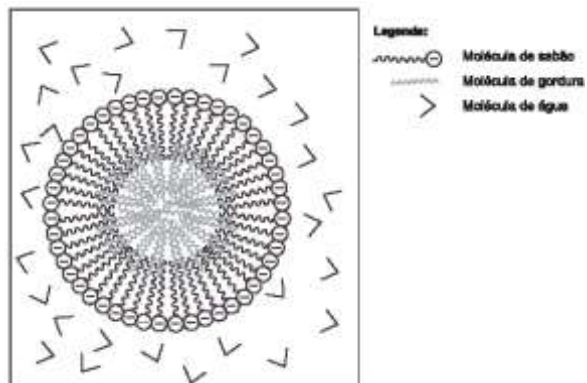 Legenda:
Molécula de sabão
Molécula de gordura
Molécula de água